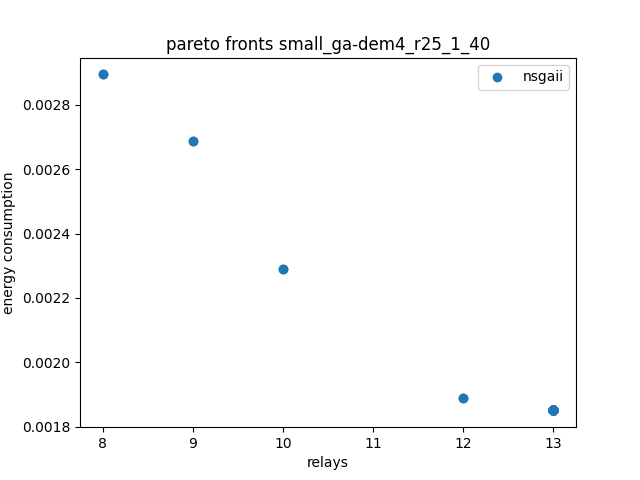 pareto fronts small_ga-dem4_r25_1_40
nsgaii
energy consumption
0.0028
0.0026
0.0024
0.0022
0.0020
0.0018
8 9 10 11 12 13
relays